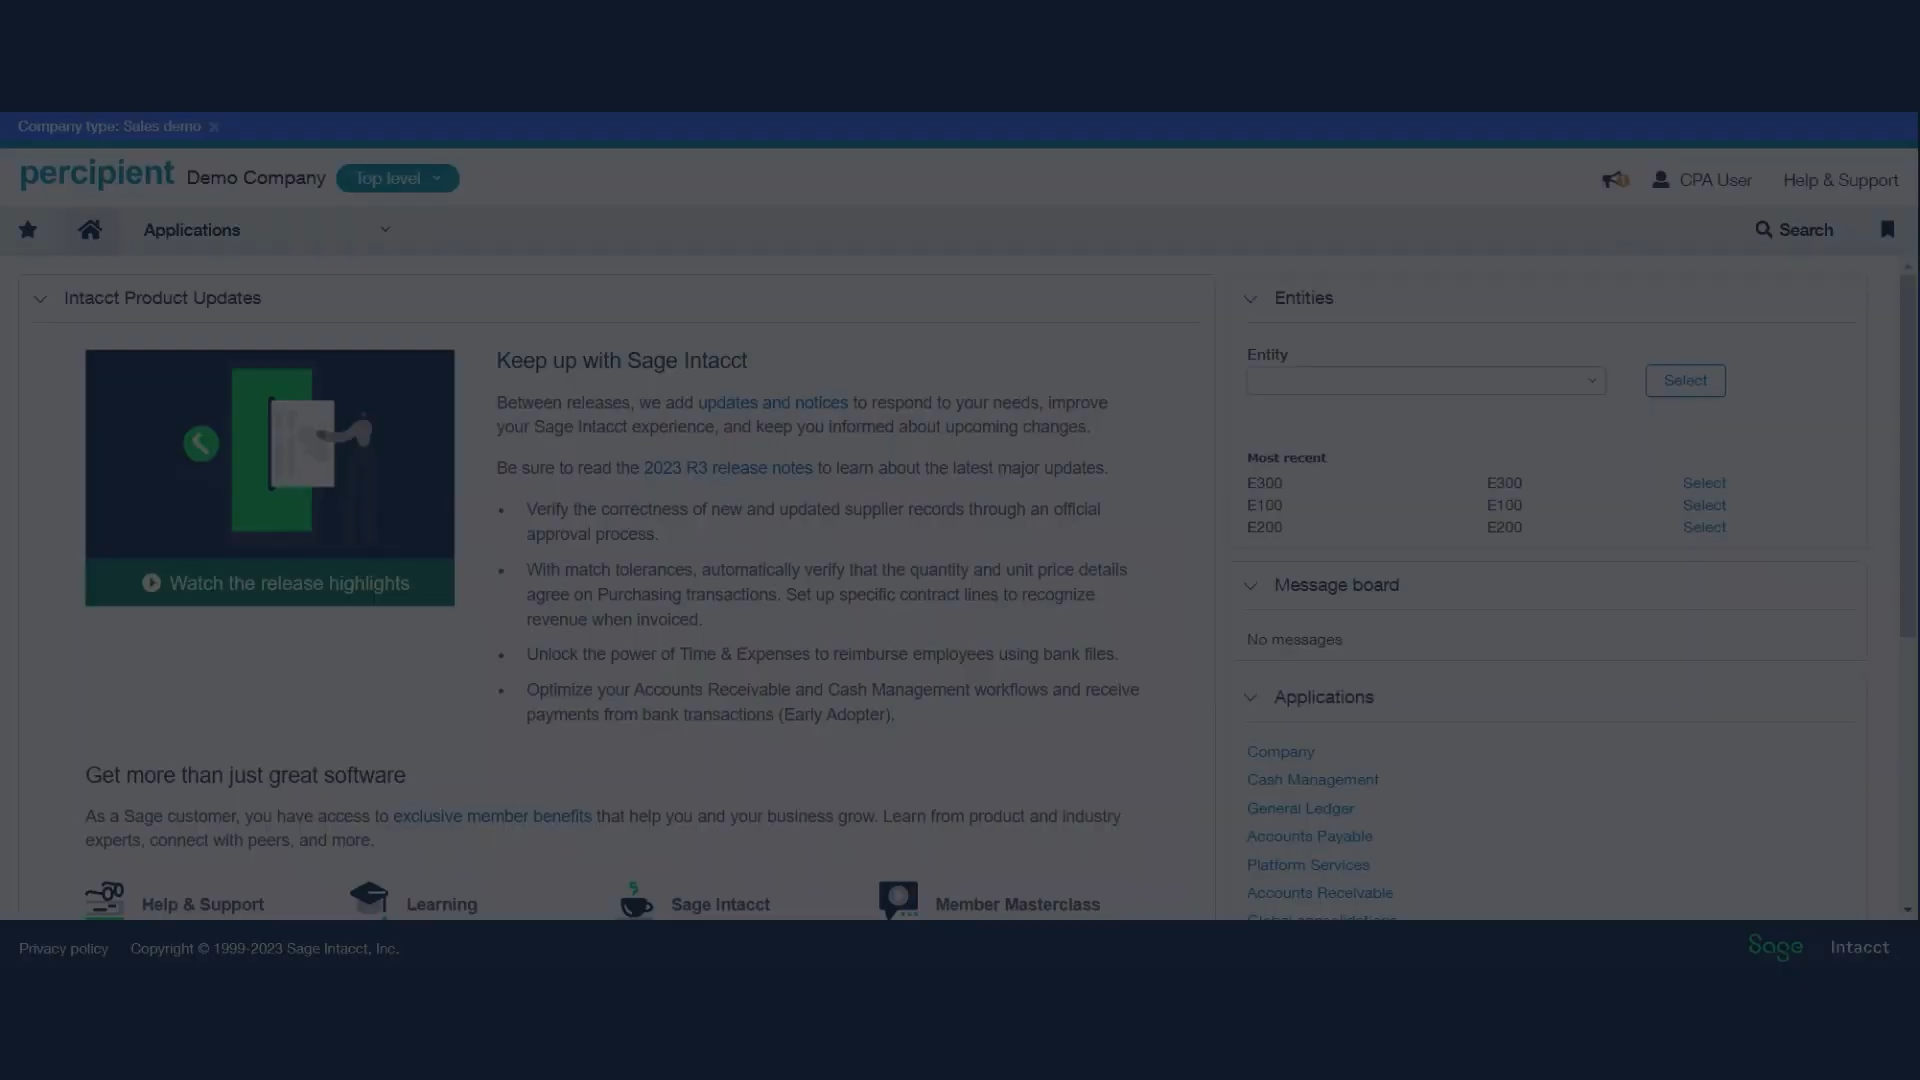 Company type: Sales demo ×
percipient Demo Company Top level
CPA User Help & Support
Applications
Search
Intacct Product Updates
Keep up with Sage Intacct
Between releases, we add updates and notices to respond to your needs, improve
your Sage Intacct experience, and keep you informed about upcoming changes.
Be sure to read the 2023 R3 release notes to learn about the latest major updates.
• Verify the correctness of new and updated supplier records through an official
approval process.
• With match tolerances, automatically verify that the quantity and unit price details
agree on Purchasing transactions. Set up specific contract lines to recognize
revenue when invoiced.
• Unlock the power of Time & Expenses to reimburse employees using bank files.
• Optimize your Accounts Receivable and Cash Management workflows and receive
payments from bank transactions (Early Adopter).
Watch the release highlights
Get more than just great software
As a Sage customer, you have access to exclusive member benefits that help you and your business grow. Learn from product and industry
experts, connect with peers, and more.
Help & Support Learning Sage Intacct Member Masterclass
Entities
Entity
Select
Most recent
E300 E300 Select
E100 E100 Select
E200 E200 Select
Message board
No messages
Applications
Company
Cash Management
General Ledger
Accounts Payable
Platform Services
Accounts Receivable
Global consolidations
Privacy policy Copyright © 1999-2023 Sage Intacct, Inc.
Sage Intacct